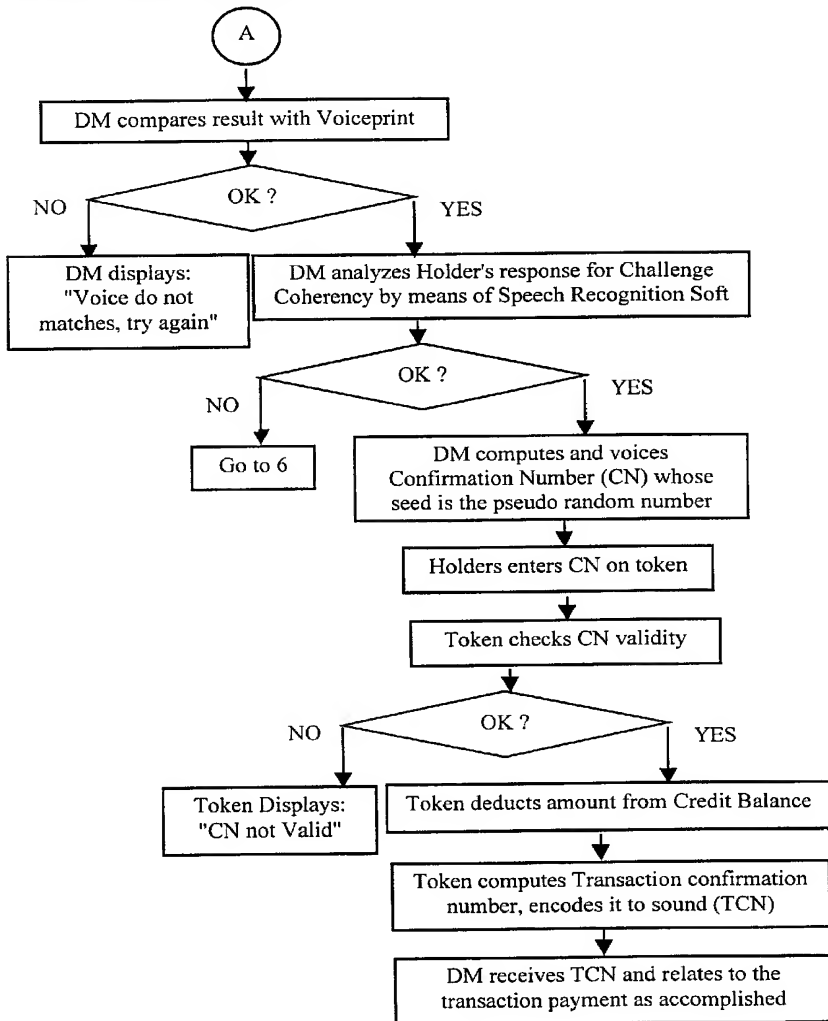 A
DM compares result with Voiceprint
OK ?
NO
YES
DM displays:
"Voice do not
matches, try again"
DM analyzes Holder's response for Challenge
Coherency by means of Speech Recognition Soft
OK ?
NO
YES
Go to 6
DM computes and voices
Confirmation Number (CN) whose
seed is the pseudo random number
Holders enters CN on token
Token checks CN validity
OK ?
NO
YES
Token Displays:
"CN not Valid"
Token deducts amount from Credit Balance
Token computes Transaction confirmation
number, encodes it to sound (TCN)
DM receives TCN and relates to the
transaction payment as accomplished